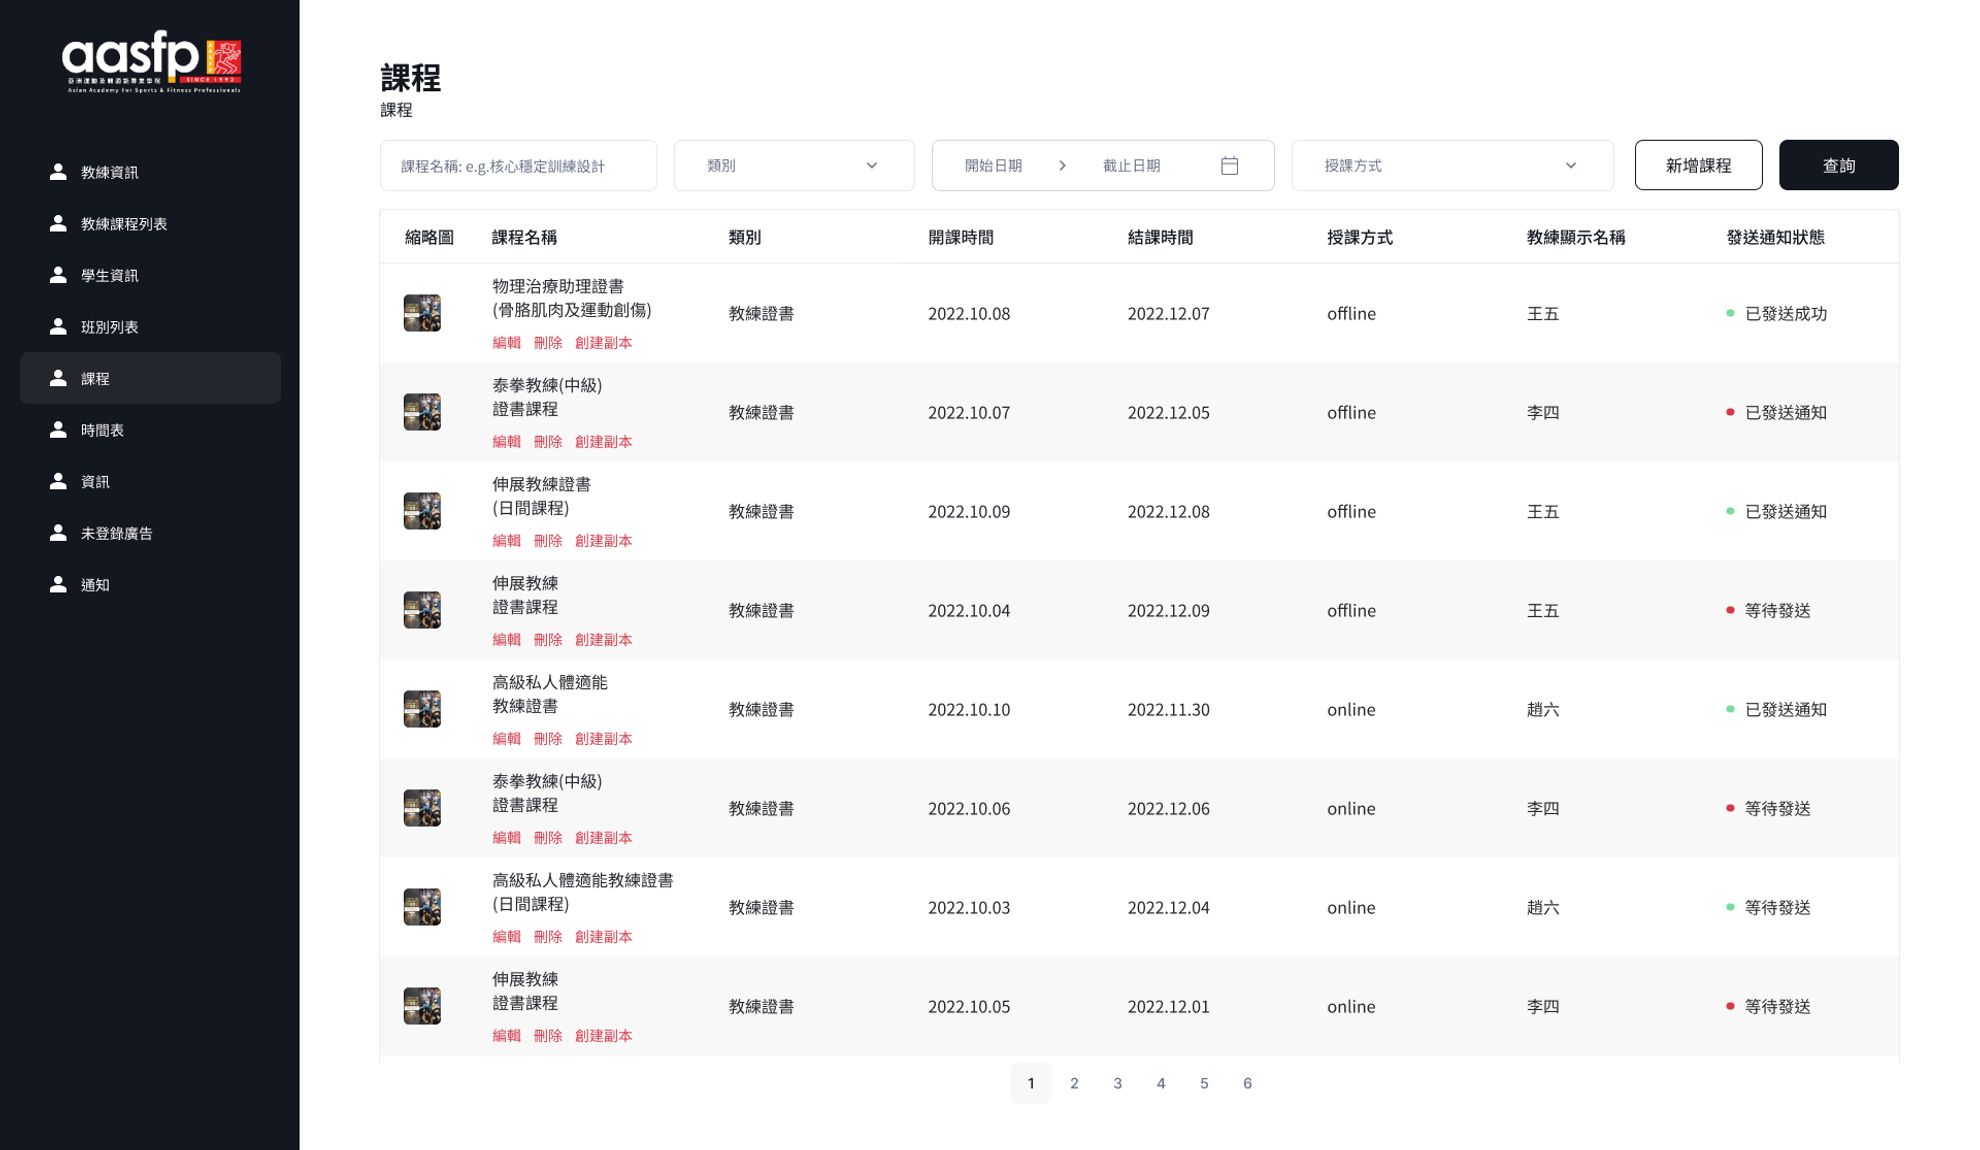 aasfp
亞洲運動及體適能專業學院
SINCE 1992
Asian Academy For Sports & Fitness Professionals
教練資訊
教練課程列表
學生資訊
班別列表
課程
時間表
資訊
未登錄廣告
通知
課程
課程
課程名稱: e.g.核心穩定訓練設計
類別
開始日期
截止日期
授課方式
新增課程
查詢
縮略圖 課程名稱 類別 開課時間 結課時間 授課方式 教練顯示名稱 發送通知狀態
物理治療助理證書
(骨胳肌肉及運動創傷)
編輯 刪除 創建副本
教練證書 2022.10.08 2022.12.07 offline 王五 已發送成功
泰拳教練(中級)
證書課程
編輯 刪除 創建副本
教練證書 2022.10.07 2022.12.05 offline 李四 已發送通知
伸展教練證書
(日間課程)
編輯 刪除 創建副本
教練證書 2022.10.09 2022.12.08 offline 王五 已發送通知
伸展教練
證書課程
編輯 刪除 創建副本
教練證書 2022.10.04 2022.12.09 offline 王五 等待發送
高級私人體適能
教練證書
編輯 刪除 創建副本
教練證書 2022.10.10 2022.11.30 online 趙六 已發送通知
泰拳教練(中級)
證書課程
編輯 刪除 創建副本
教練證書 2022.10.06 2022.12.06 online 李四 等待發送
高級私人體適能教練證書
(日間課程)
編輯 刪除 創建副本
教練證書 2022.10.03 2022.12.04 online 趙六 等待發送
伸展教練
證書課程
編輯 刪除 創建副本
教練證書 2022.10.05 2022.12.01 online 李四 等待發送
1 2 3 4 5 6